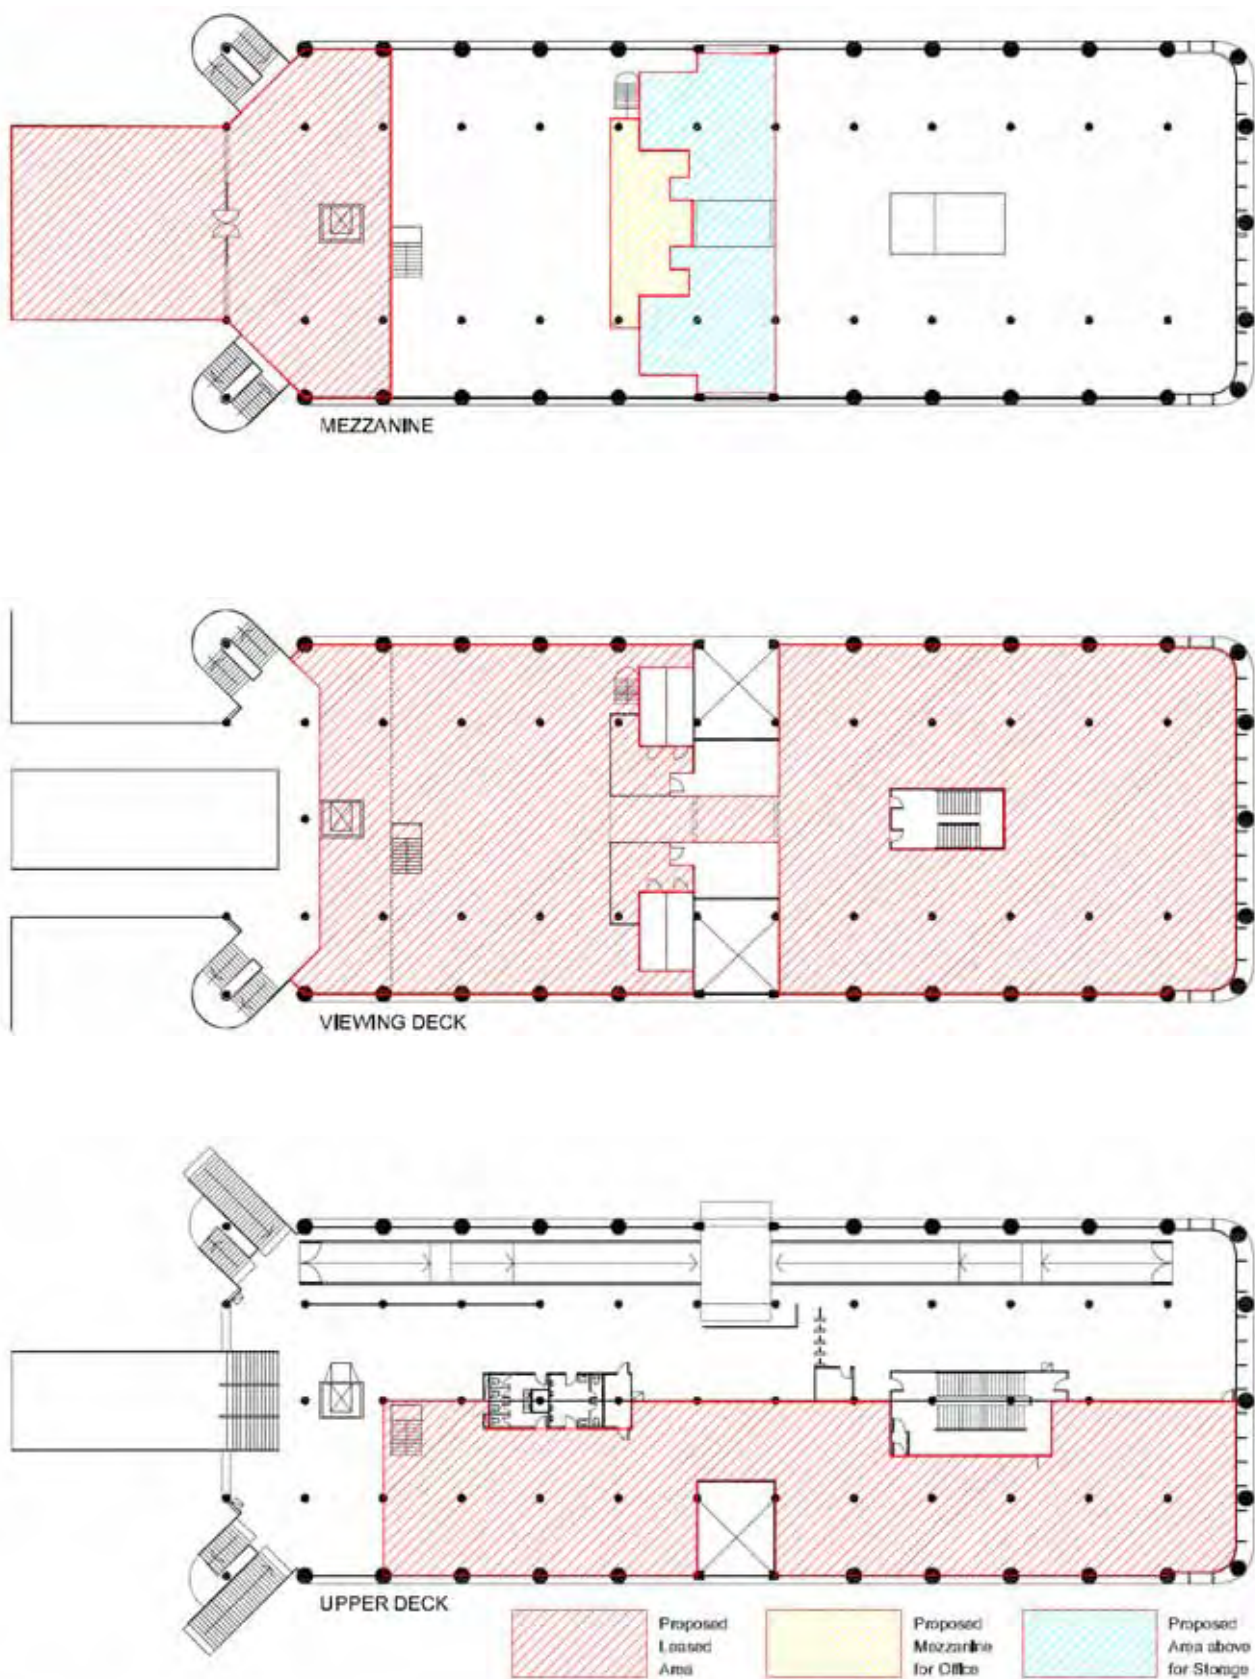 MEZZANINE
VIEWING DECK
UPPER DECK
Proposed
Leased
Area
Proposed
Mezzanine
for Office
Proposed
Area above
for Storage